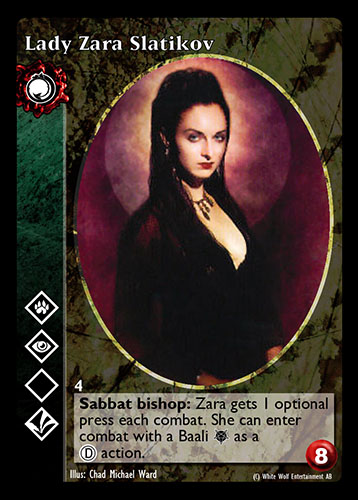 Lady Zara Slatikov
4
Sabbat bishop: Zara gets 1 optional
press each combat. She can enter
combat with a Baali as a
D action.
8
Illus: Chad Michael Ward
(C) White Wolf Entertainment AB